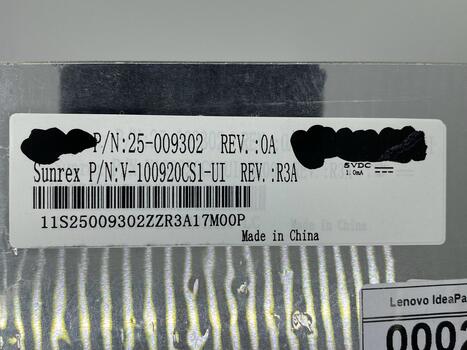 P/N:25-009302 REV.:0A
Sunrex P/N:V-100920CS1-UI REV.:R3A
5VDC
1.0mA
11S25009302ZZR3A17M00P
Made in China
Lenovo IdeaPa
0002